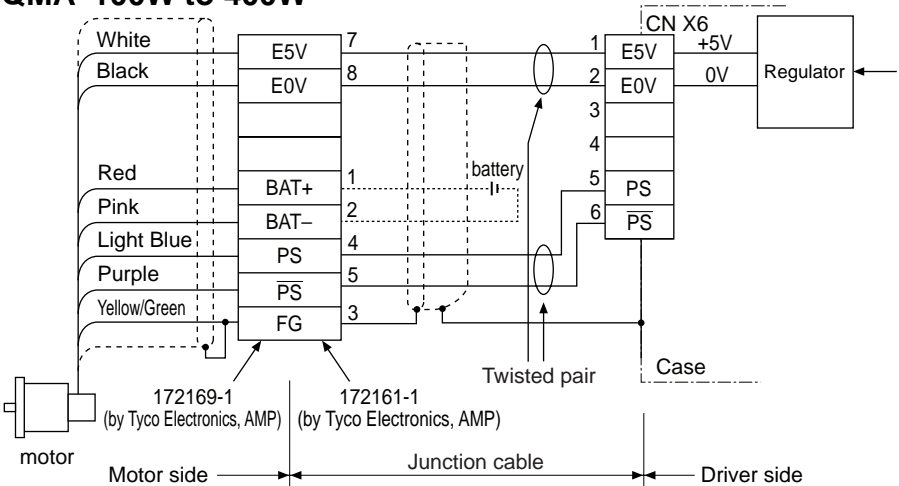 QMA 100W to 400W
CN X6
White
7
E5V
1
E5V
+5V
Black
8
E0V
2
E0V
0V
Regulator
3
4
Red
1
BAT+
battery
5
PS
Pink
2
BAT–
6
PS
Light Blue
4
PS
Purple
5
PS
Yellow/Green
3
FG
Twisted pair
Case
172169-1
(by Tyco Electronics, AMP)
172161-1
(by Tyco Electronics, AMP)
motor
Motor side
Junction cable
Driver side